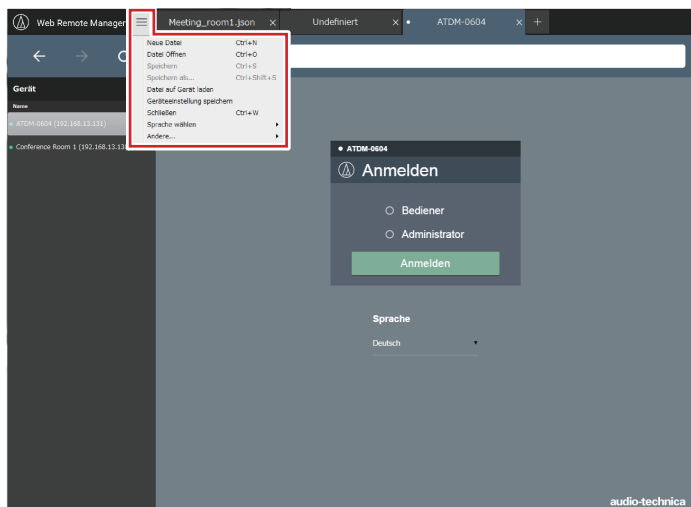 Web Remote Manager
Meeting_room1.json ×
Undefiniert ×
ATDM-0604 ×
+
Neue Datei Ctrl+N
Datei Öffnen Ctrl+O
Speichern Ctrl+S
Speichern als... Ctrl+Shift+S
Datei auf Gerät laden
Geräteeinstellung speichern
Schließen Ctrl+W
Sprache wählen
Andere...
Gerät
Name
ATDM-0604 (192.168.13.131)
Conference Room 1 (192.168.13.13
ATDM-0604
Anmelden
Bediener
Administrator
Anmelden
Sprache
Deutsch
audio-technica